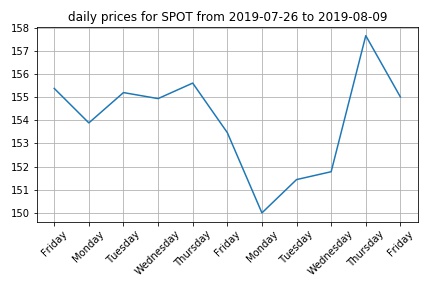 daily prices for SPOT from 2019-07-26 to 2019-08-09
158
157
156
155
154
153
152
151
150
Friday
Monday
Tuesday
Wednesday
Thursday
Friday
Monday
Tuesday
Wednesday
Thursday
Friday